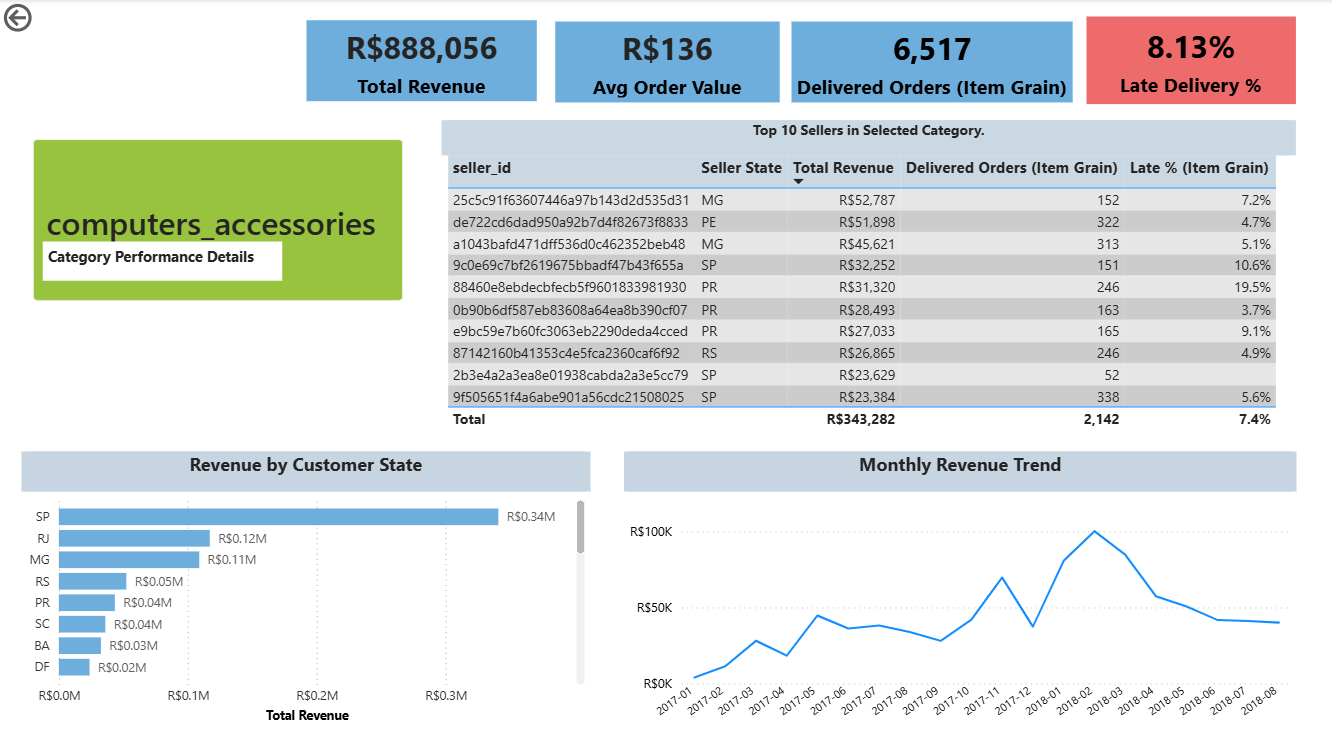 R$888,056
Total Revenue
R$136
Avg Order Value
6,517
Delivered Orders (Item Grain)
8.13%
Late Delivery %
computers_accessories
Category Performance Details
Top 10 Sellers in Selected Category.
seller_id Seller State Total Revenue Delivered Orders (Item Grain) Late % (Item Grain)
25c5c91f63607446a97b143d2d535d31 MG R$52,787 152 7.2%
de722cd6dad950a92b7d4f82673f8833 PE R$51,898 322 4.7%
a1043bafd471dff536d0c462352beb48 MG R$45,621 313 5.1%
9c0e69c7bf2619675bbadf47b43f655a SP R$32,252 151 10.6%
88460e8ebdecbfecb5f9601833981930 PR R$31,320 246 19.5%
0b90b6df587eb83608a64ea8b390cf07 PR R$28,493 163 3.7%
e9bc59e7b60fc3063eb2290deda4cced PR R$27,033 165 9.1%
87142160b41353c4e5fca2360caf6f92 RS R$26,865 246 4.9%
2b3e4a2a3ea8e01938cabda2a3e5cc79 SP R$23,629 52
9f505651f4a6abe901a56cdc21508025 SP R$23,384 338 5.6%
Total R$343,282 2,142 7.4%
Revenue by Customer State
SP R$0.34M
RJ R$0.12M
MG R$0.11M
RS R$0.05M
PR R$0.04M
SC R$0.04M
BA R$0.03M
DF R$0.02M
R$0.0M R$0.1M R$0.2M R$0.3M
Total Revenue
Monthly Revenue Trend
R$100K
R$50K
R$0K
2017-01 2017-02 2017-03 2017-04 2017-05 2017-06 2017-07 2017-08 2017-09 2017-10 2017-11 2017-12 2018-01 2018-02 2018-03 2018-04 2018-05 2018-06 2018-07 2018-08